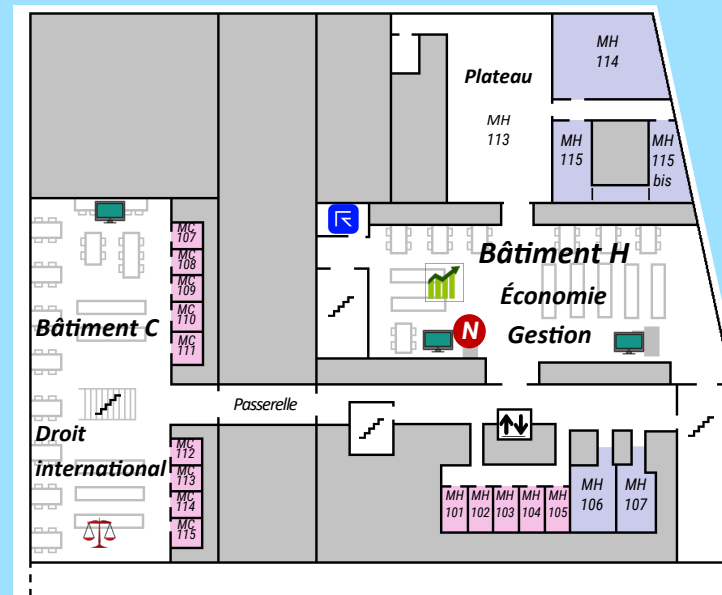 MH
114
Plateau
MH
113
MH
115
MH
115
bis
MC
107
MC
108
MC
109
MC
110
MC
111
Bâtiment H
Économie
Gestion
N
Bâtiment C
Passerelle
Droit
international
MC
112
MC
113
MC
114
MC
115
MH
101
MH
102
MH
103
MH
104
MH
105
MH
106
MH
107